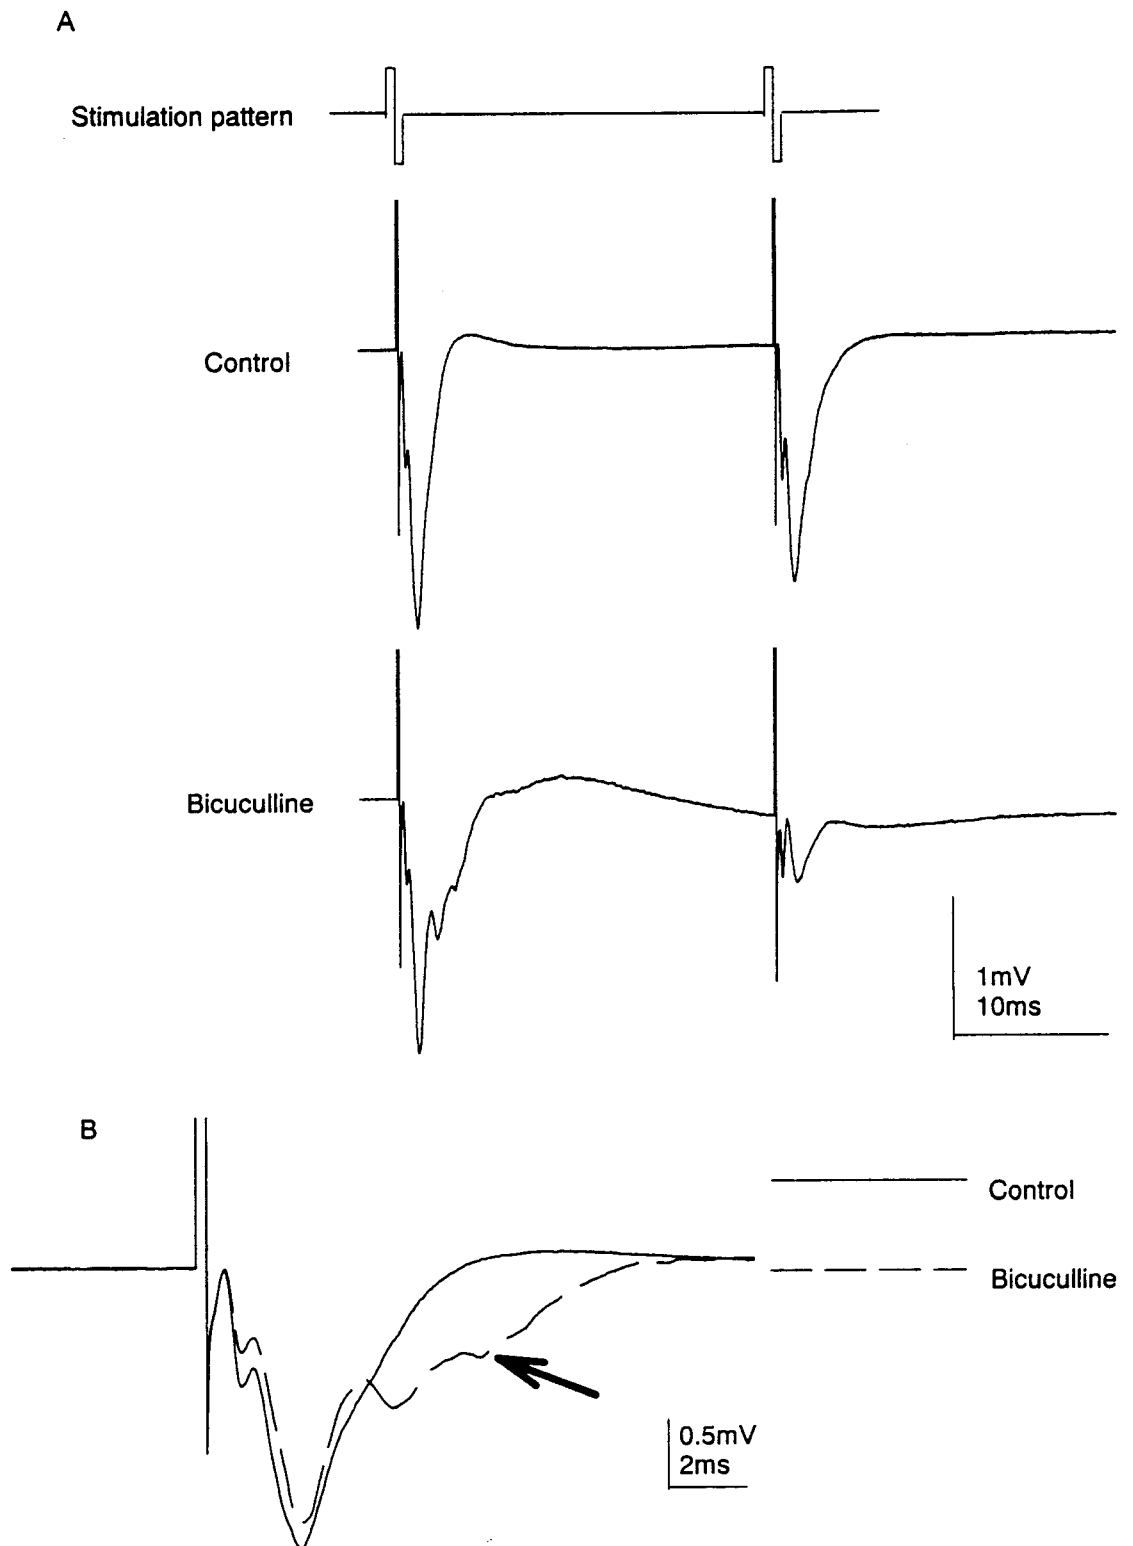 A
Stimulation pattern
Control
Bicuculline
1mV
10ms
B
Control
Bicuculline
0.5mV
2ms